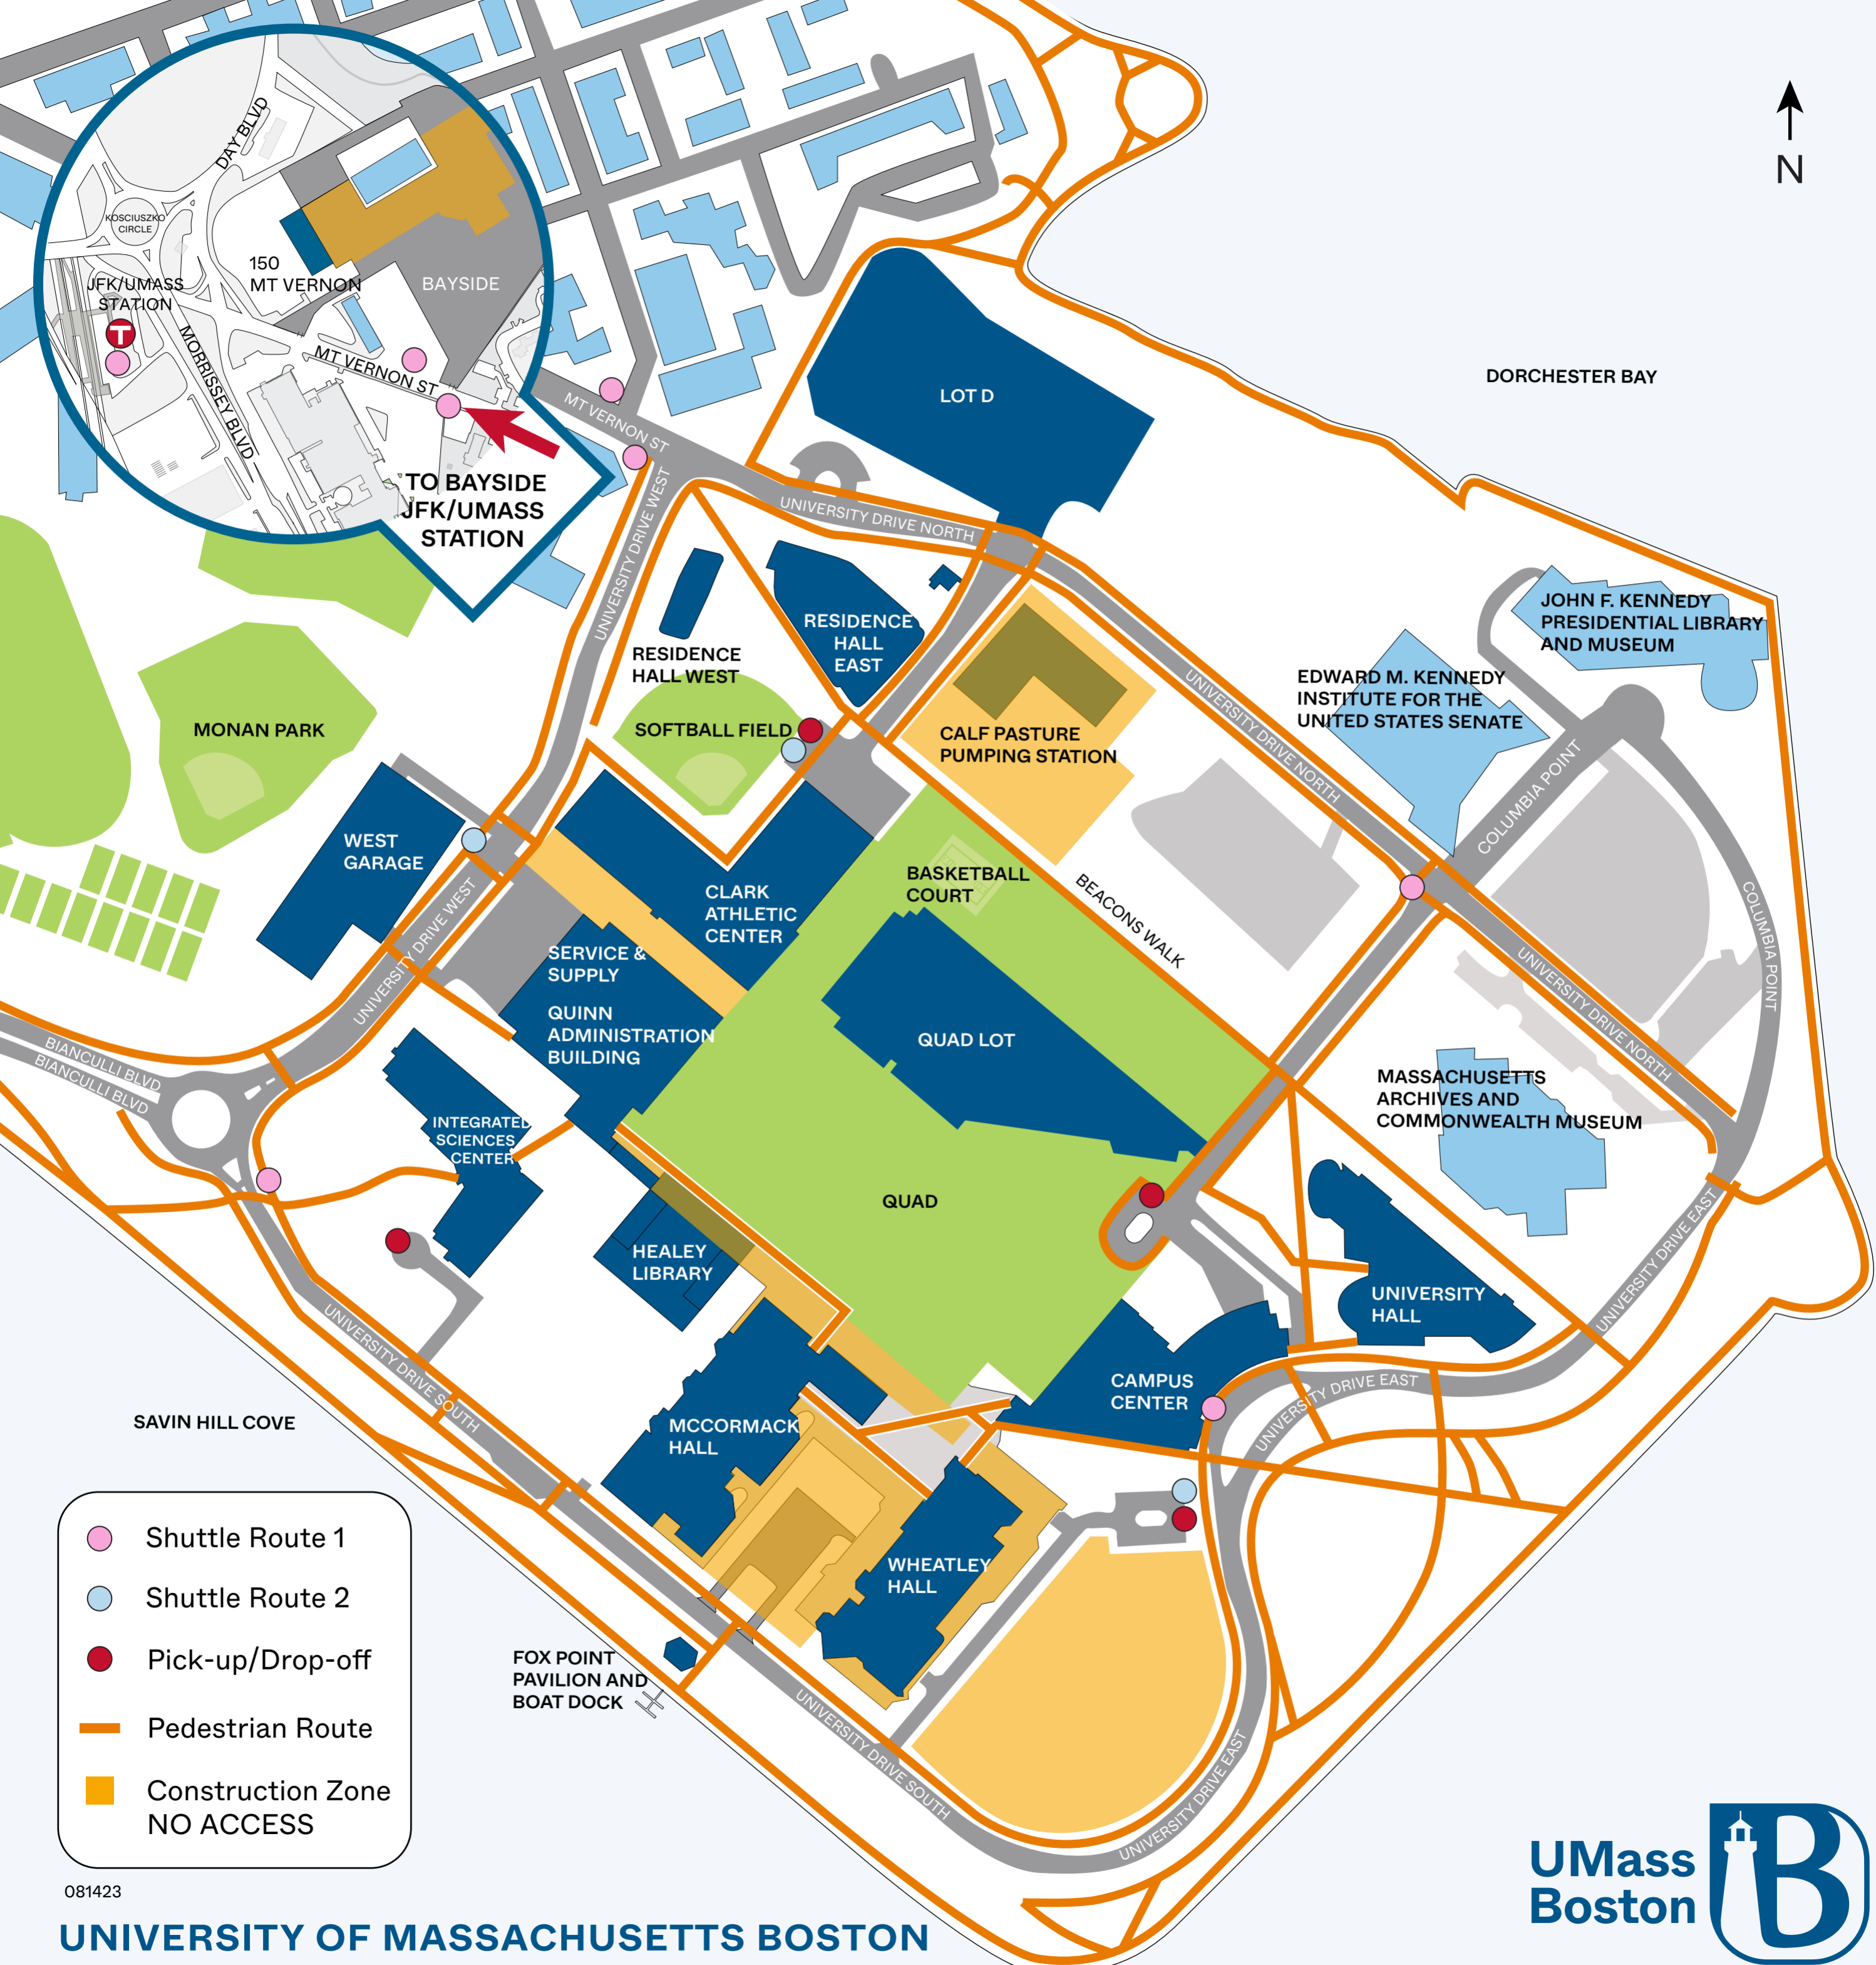 N
DAY BLVD
KOSCIUSZKO
CIRCLE
150
MT VERNON
JFK/UMASS
STATION
T
BAYSIDE
MORRISSEY BLVD
MT VERNON ST
TO BAYSIDE
JFK/UMASS
STATION
MT VERNON ST
LOT D
DORCHESTER BAY
UNIVERSITY DRIVE WEST
UNIVERSITY DRIVE NORTH
RESIDENCE
HALL
EAST
RESIDENCE
HALL WEST
SOFTBALL FIELD
MONAN PARK
CALF PASTURE
PUMPING STATION
UNIVERSITY DRIVE NORTH
JOHN F. KENNEDY
PRESIDENTIAL LIBRARY
AND MUSEUM
EDWARD M. KENNEDY
INSTITUTE FOR THE
UNITED STATES SENATE
COLUMBIA POINT
COLUMBIA POINT
WEST
GARAGE
CLARK
ATHLETIC
CENTER
BASKETBALL
COURT
BEACONS WALK
UNIVERSITY DRIVE WEST
SERVICE &
SUPPLY
QUINN
ADMINISTRATION
BUILDING
QUAD LOT
UNIVERSITY DRIVE NORTH
BIANCULLI BLVD
BIANCULLI BLVD
MASSACHUSETTS
ARCHIVES AND
COMMONWEALTH MUSEUM
INTEGRATED
SCIENCES
CENTER
QUAD
HEALEY
LIBRARY
UNIVERSITY
HALL
UNIVERSITY DRIVE EAST
UNIVERSITY DRIVE SOUTH
CAMPUS
CENTER
UNIVERSITY DRIVE EAST
SAVIN HILL COVE
MCCORMACK
HALL
WHEATLEY
HALL
FOX POINT
PAVILION AND
BOAT DOCK
UNIVERSITY DRIVE SOUTH
UNIVERSITY DRIVE EAST
Shuttle Route 1
Shuttle Route 2
Pick-up/Drop-off
Pedestrian Route
Construction Zone
NO ACCESS
081423
UNIVERSITY OF MASSACHUSETTS BOSTON
UMass
Boston
B